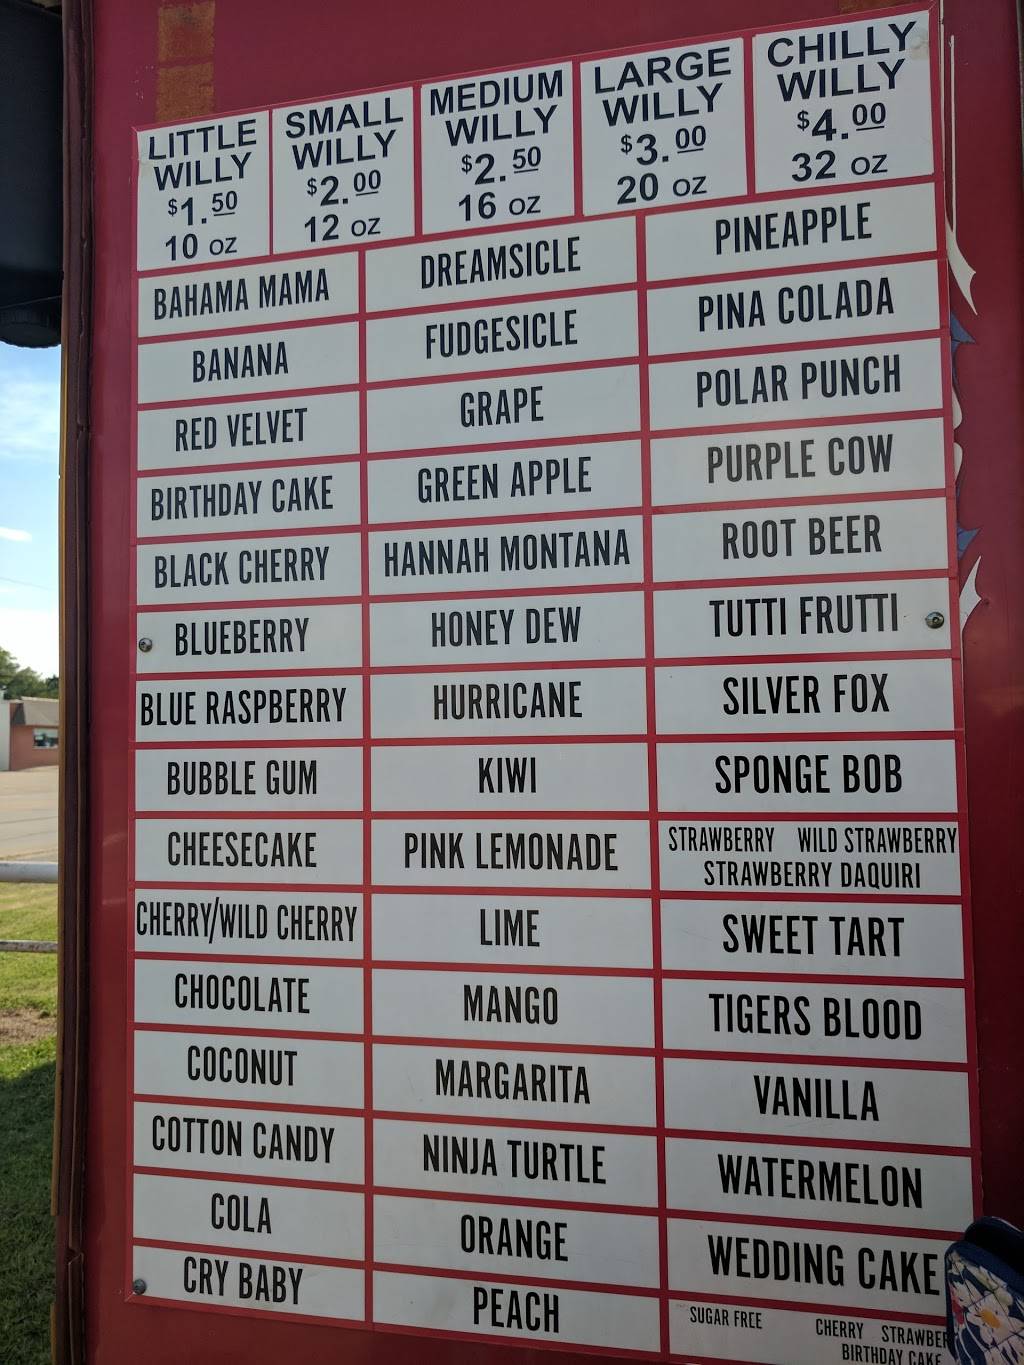 LITTLE
WILLY
$1.50
10 OZ
SMALL
WILLY
$2.00
12 OZ
MEDIUM
WILLY
$2.50
16 OZ
LARGE
WILLY
$3.00
20 OZ
CHILLY
WILLY
$4.00
32 OZ
BAHAMA MAMA
BANANA
RED VELVET
BIRTHDAY CAKE
BLACK CHERRY
BLUEBERRY
BLUE RASPBERRY
BUBBLE GUM
CHEESECAKE
CHERRY/WILD CHERRY
CHOCOLATE
COCONUT
COTTON CANDY
COLA
CRY BABY
DREAMSICLE
FUDGESICLE
GRAPE
GREEN APPLE
HANNAH MONTANA
HONEY DEW
HURRICANE
KIWI
PINK LEMONADE
LIME
MANGO
MARGARITA
NINJA TURTLE
ORANGE
PEACH
PINEAPPLE
PINA COLADA
POLAR PUNCH
PURPLE COW
ROOT BEER
TUTTI FRUTTI
SILVER FOX
SPONGE BOB
STRAWBERRY WILD STRAWBERRY
STRAWBERRY DAQUIRI
SWEET TART
TIGERS BLOOD
VANILLA
WATERMELON
WEDDING CAKE
SUGAR FREE CHERRY STRAWBER
BIRTHDAY CAKE